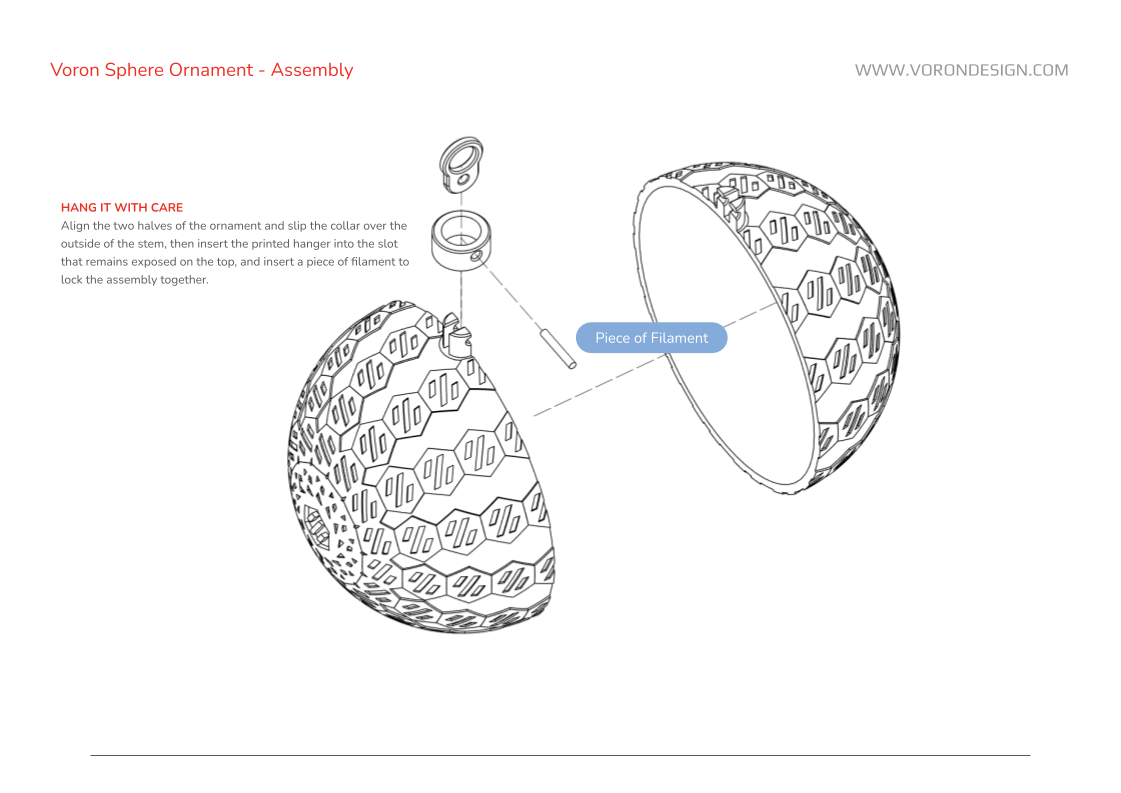 Voron Sphere Ornament - Assembly
WWW.VORONDESIGN.COM
HANG IT WITH CARE
Align the two halves of the ornament and slip the collar over the
outside of the stem, then insert the printed hanger into the slot
that remains exposed on the top, and insert a piece of filament to
lock the assembly together.
Piece of Filament